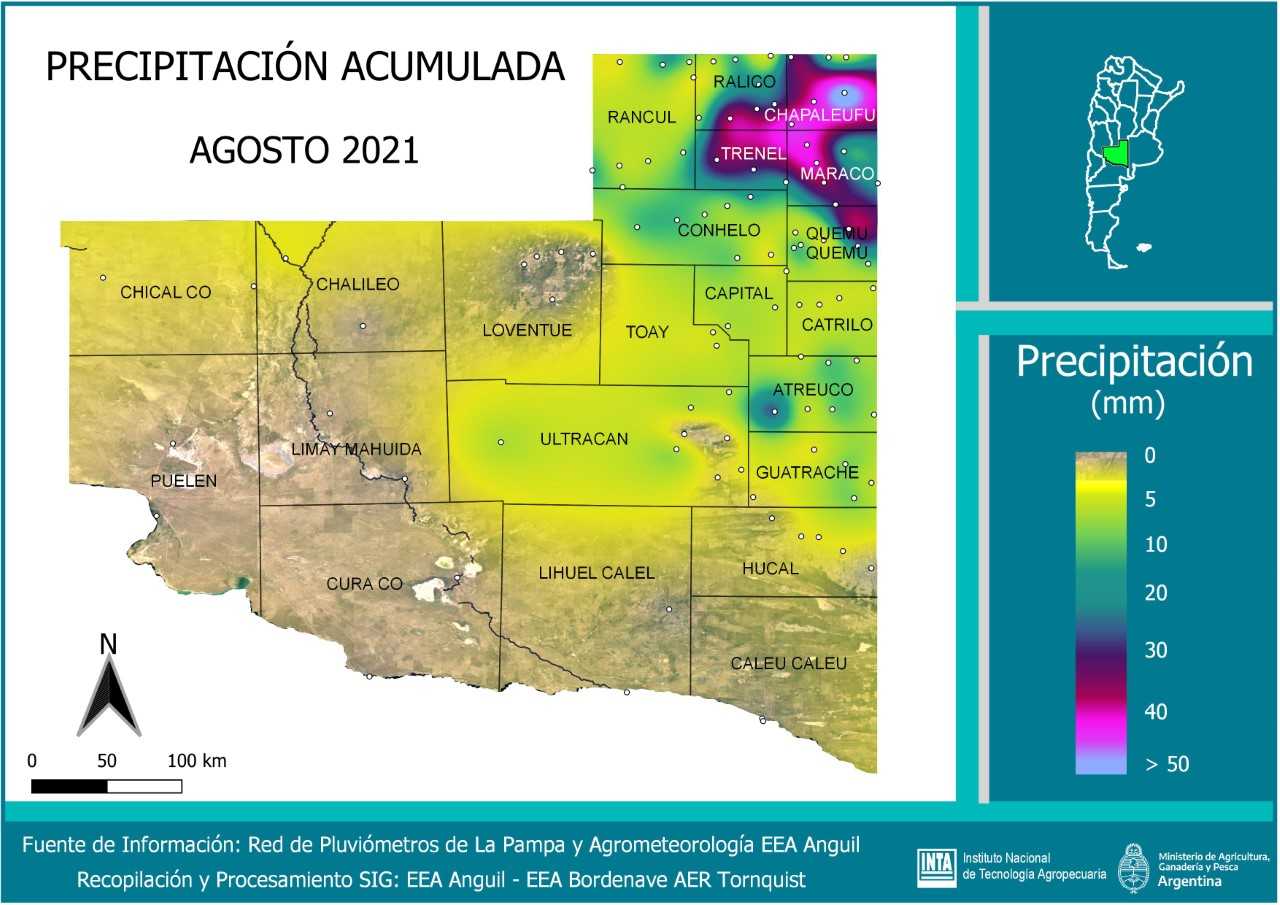 PRECIPITACIÓN ACUMULADA
AGOSTO 2021
RALICO
RANCUL
CHAPALEUFU
TRENEL
MARACO
CONHELO
QUEMU
QUEMU
CHICAL CO
CHALILEO
LOVENTUE
TOAY
CAPITAL
CATRILO
ATREUCO
LIMAY MAHUIDA
ULTRACAN
GUATRACHE
PUELEN
CURA CO
LIHUEL CALEL
HUCAL
CALEU CALEU
N
0 50 100 km
Precipitación
(mm)
0
5
10
20
30
40
> 50
Fuente de Información: Red de Pluviómetros de La Pampa y Agrometeorología EEA Anguil
Recopilación y Procesamiento SIG: EEA Anguil - EEA Bordenave AER Tornquist
INTA
Instituto Nacional
de Tecnología Agropecuaria
Ministerio de Agricultura,
Ganadería y Pesca
Argentina